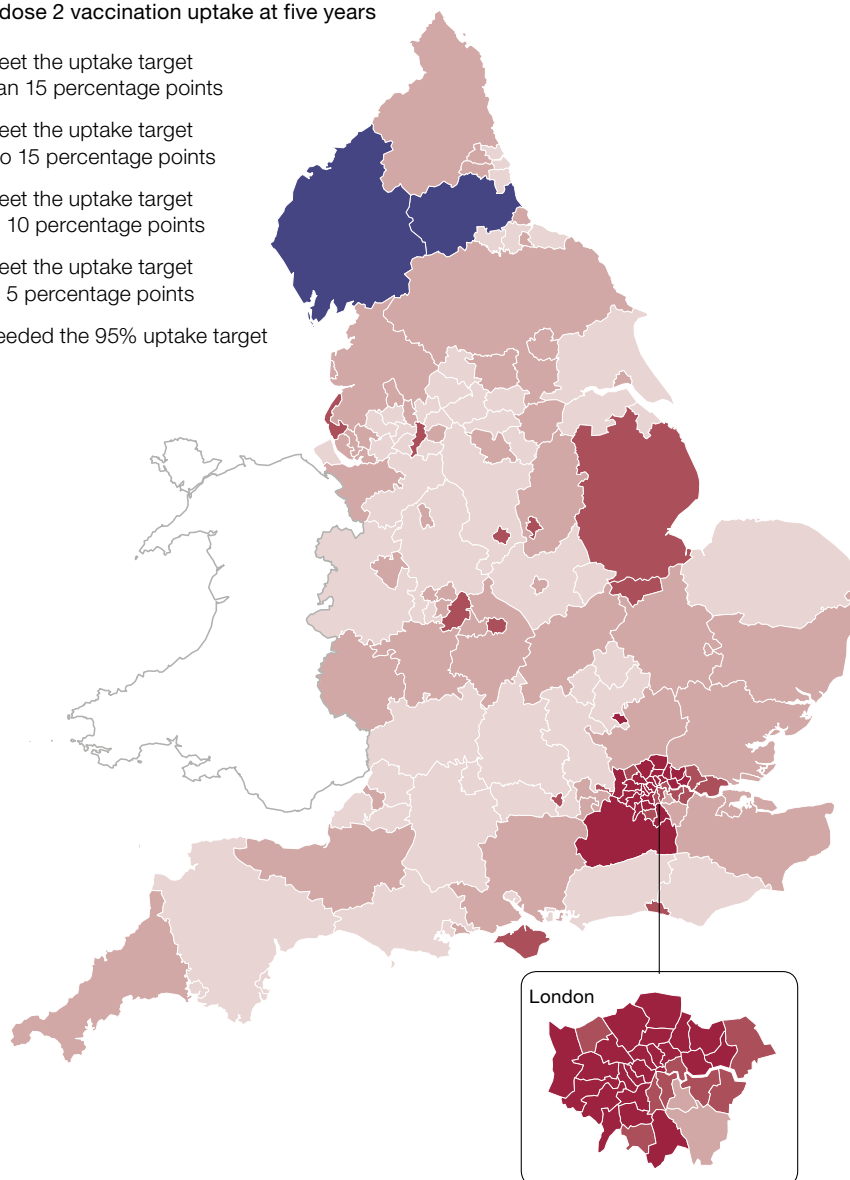 dose 2 vaccination uptake at five years
eet the uptake target
an 15 percentage points
eet the uptake target
o 15 percentage points
eet the uptake target
10 percentage points
eet the uptake target
5 percentage points
eeded the 95% uptake target
London